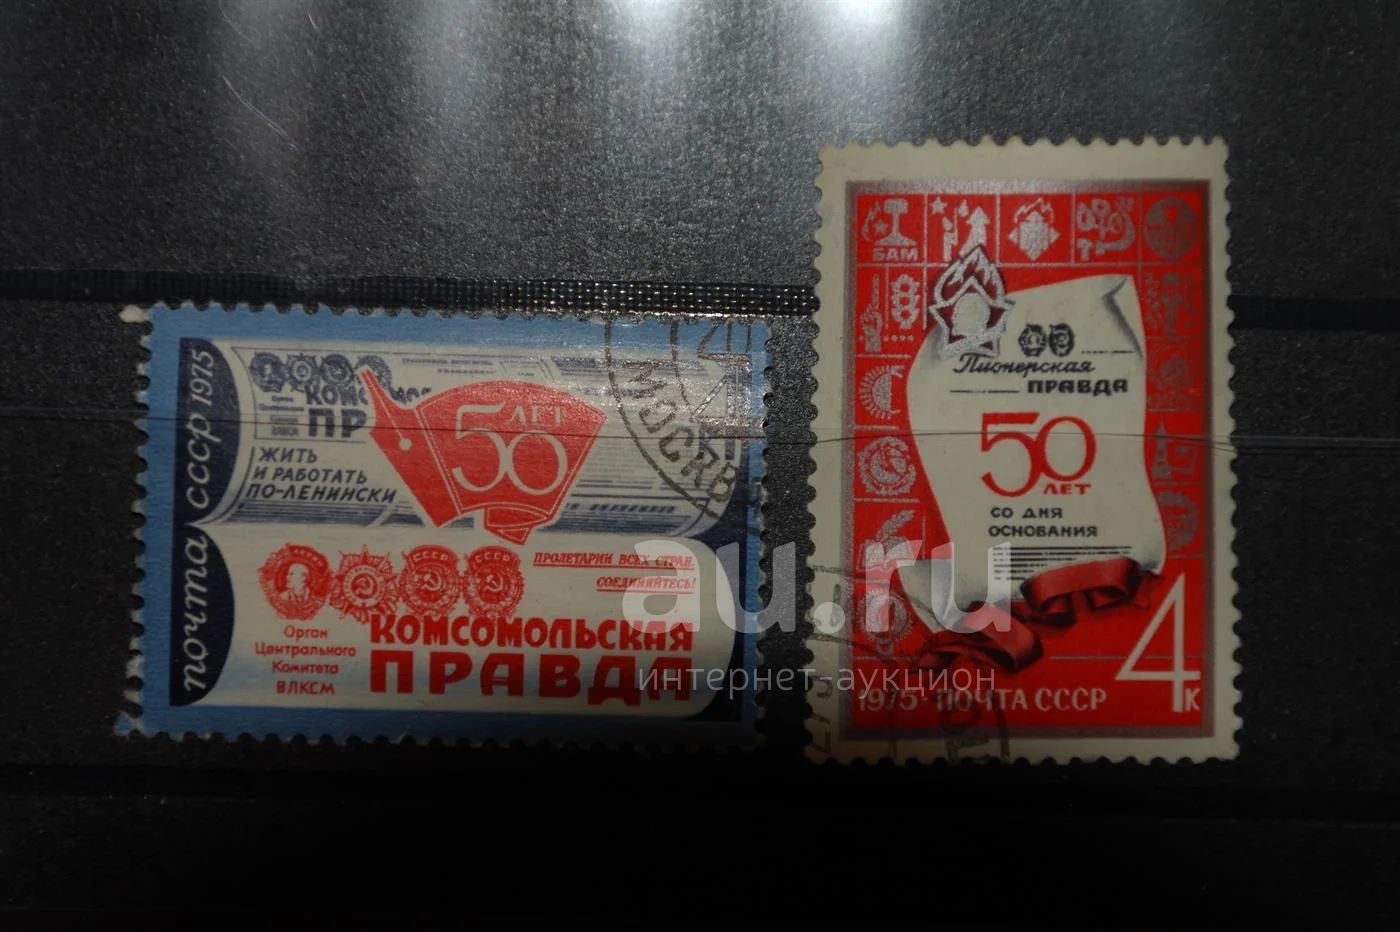 почта СССР 1975
КОМС
ПР
50 ЛЕТ
ЖИТЬ
И РАБОТАТЬ
ПО-ЛЕНИНСКИ
МОСКВ
ПРОЛЕТАРИИ ВСЕХ СТРАН,
СОЕДИНЯЙТЕСЬ!
Орган
Центрального
Комитета
ВЛКСМ
КОМСОМОЛЬСКАЯ
ПРАВДА
БАМ
Т
Пионерская
ПРАВДА
50
ЛЕТ
СО ДНЯ
ОСНОВАНИЯ
4к
1975·ПОЧТА СССР
au.ru
интернет-аукцион